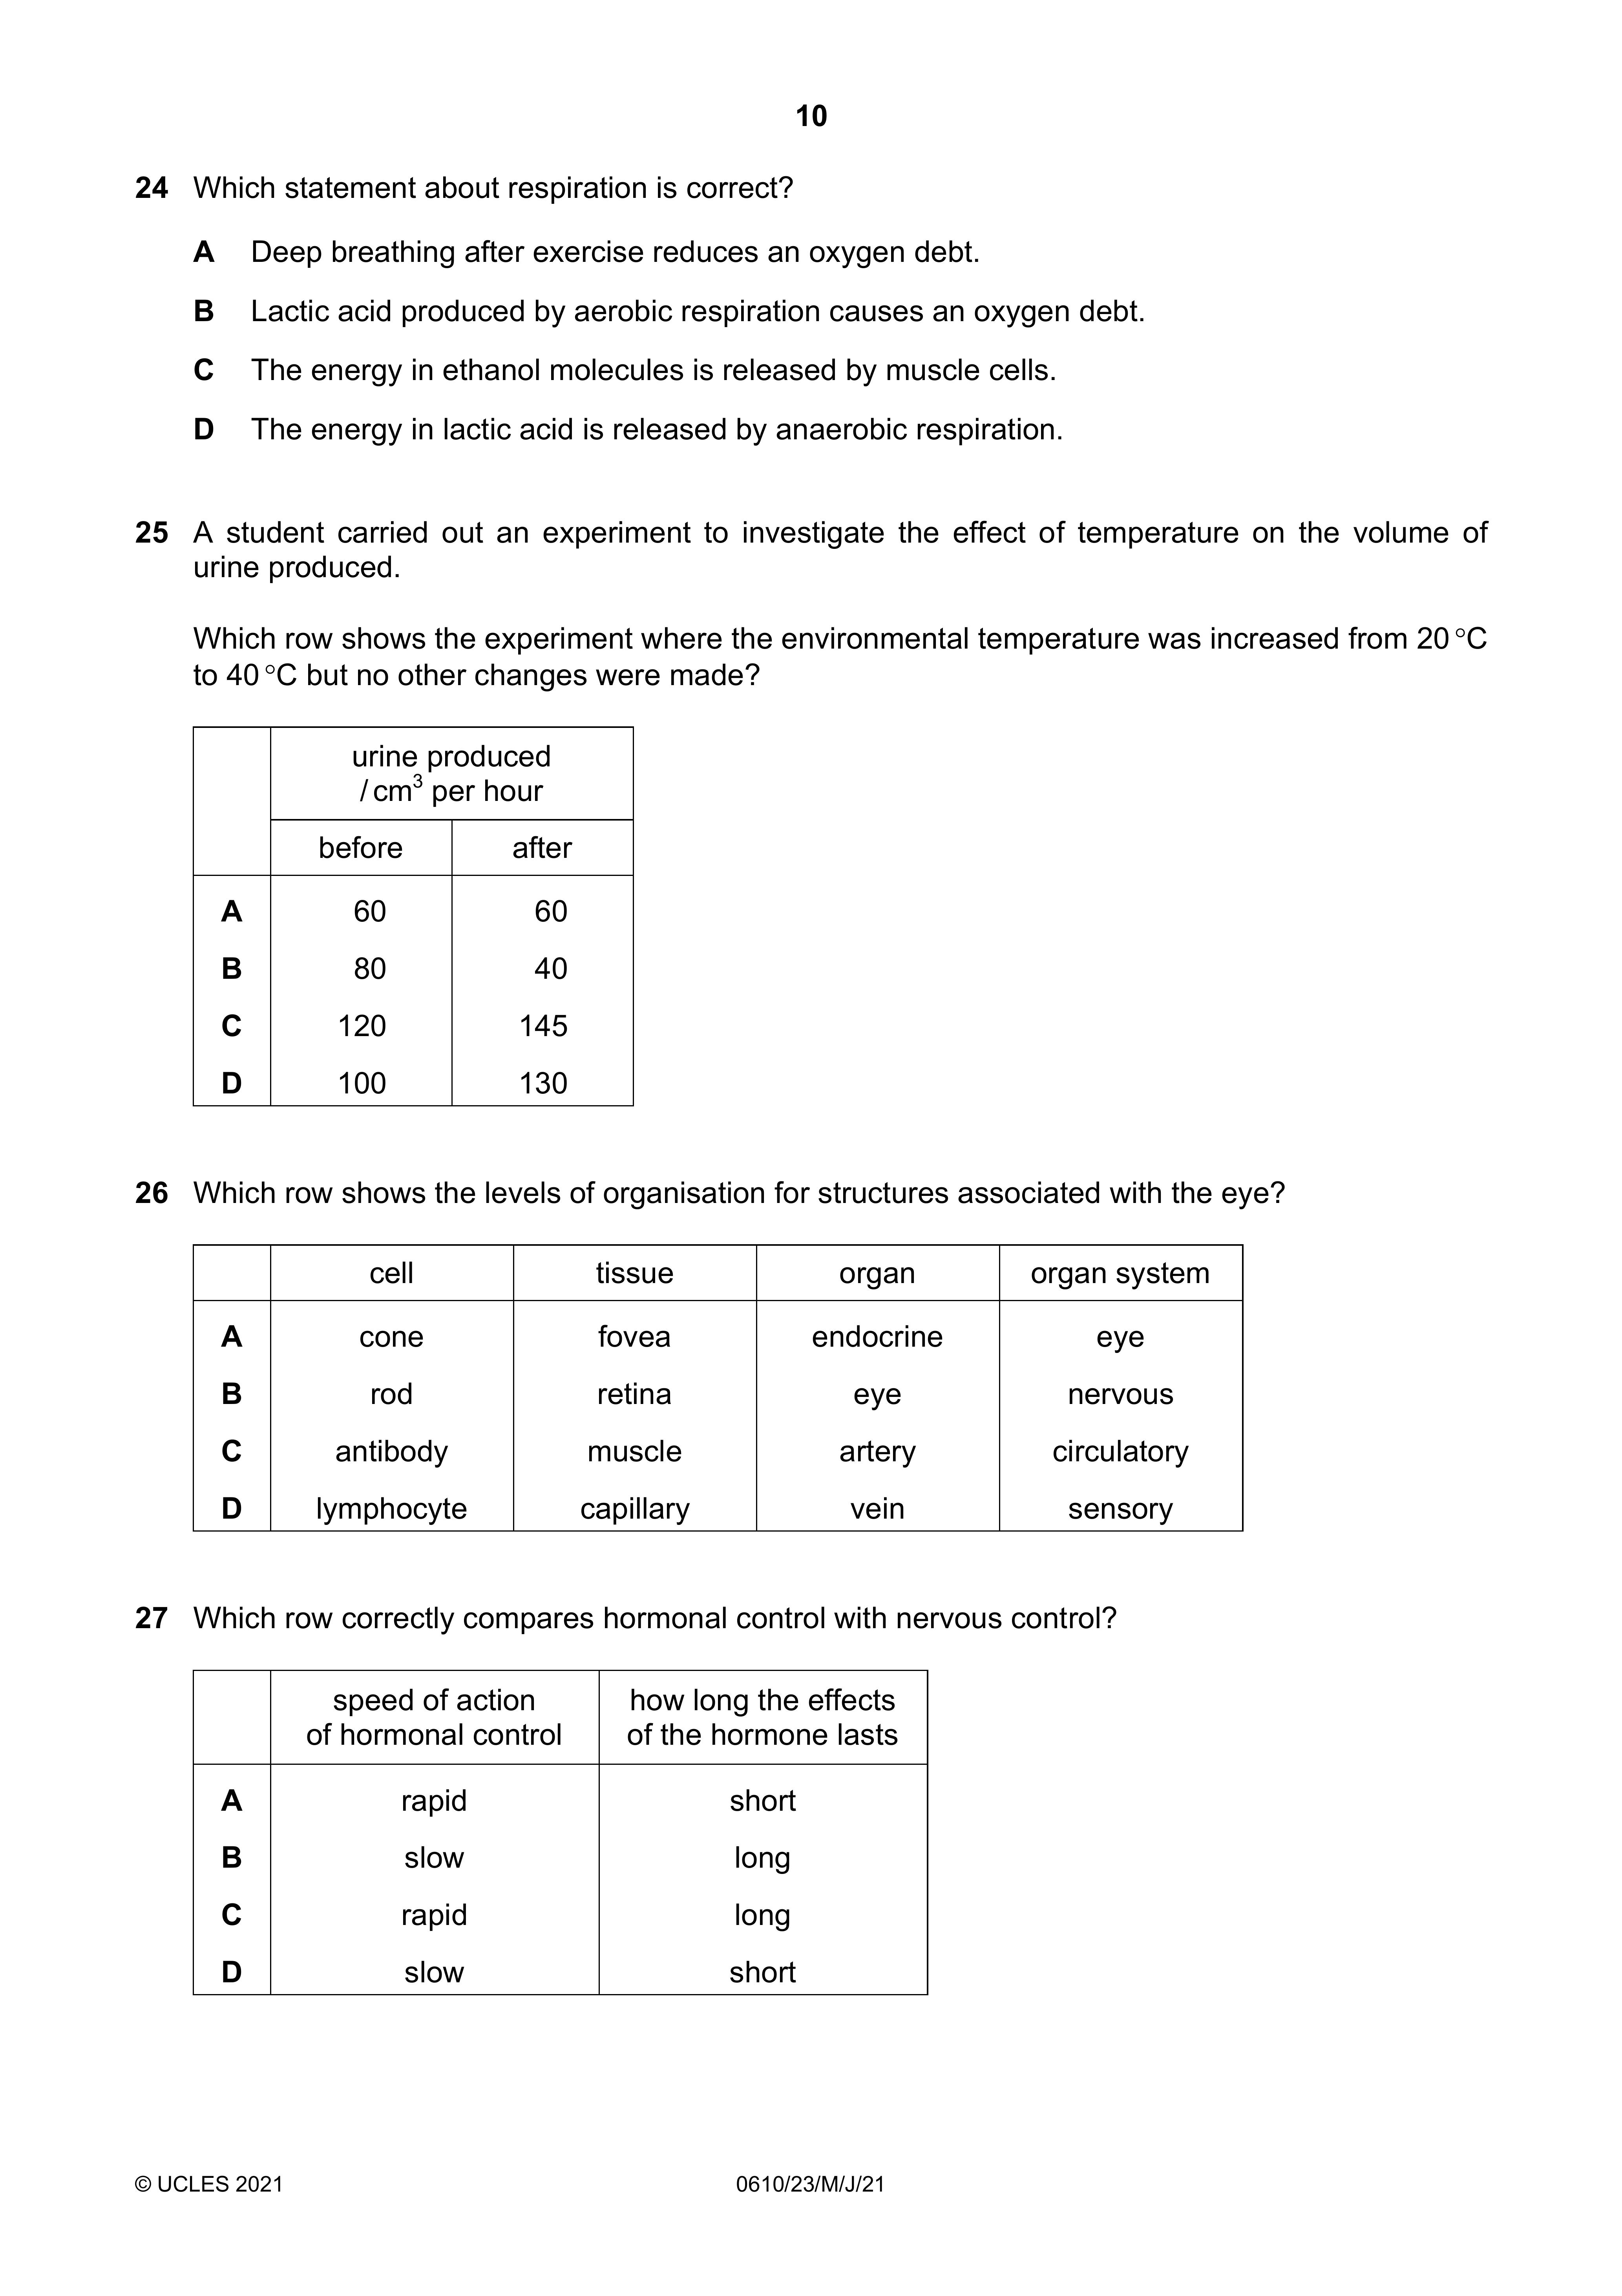 10
24 Which statement about respiration is correct?
A Deep breathing after exercise reduces an oxygen debt.
B Lactic acid produced by aerobic respiration causes an oxygen debt.
C The energy in ethanol molecules is released by muscle cells.
D The energy in lactic acid is released by anaerobic respiration.
25 A student carried out an experiment to investigate the effect of temperature on the volume of
urine produced.
Which row shows the experiment where the environmental temperature was increased from 20 °C
to 40 °C but no other changes were made?
urine produced
/ cm³ per hour
before after
A 60 60
B 80 40
C 120 145
D 100 130
26 Which row shows the levels of organisation for structures associated with the eye?
cell tissue organ organ system
A cone fovea endocrine eye
B rod retina eye nervous
C antibody muscle artery circulatory
D lymphocyte capillary vein sensory
27 Which row correctly compares hormonal control with nervous control?
speed of action how long the effects
of hormonal control of the hormone lasts
A rapid short
B slow long
C rapid long
D slow short
© UCLES 2021 0610/23/M/J/21